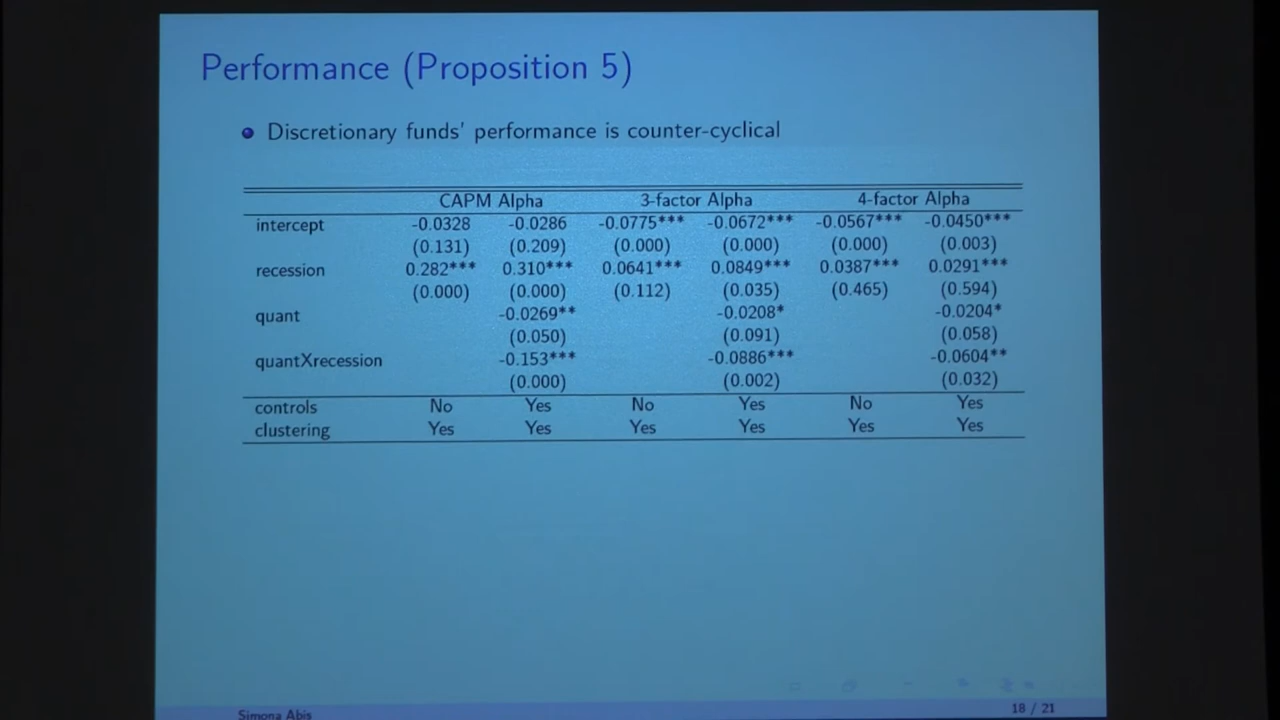 Performance (Proposition 5)
Discretionary funds' performance is counter-cyclical
CAPM Alpha 3-factor Alpha 4-factor Alpha
intercept -0.0328 -0.0286 -0.0775*** -0.0672*** -0.0567*** -0.0450***
(0.131) (0.209) (0.000) (0.000) (0.000) (0.003)
recession 0.282*** 0.310*** 0.0641*** 0.0849*** 0.0387*** 0.0291***
(0.000) (0.000) (0.112) (0.035) (0.465) (0.594)
quant -0.0269** -0.0208* -0.0204*
(0.050) (0.091) (0.058)
quantXrecession -0.153*** -0.0886*** -0.0604**
(0.000) (0.002) (0.032)
controls No Yes No Yes No Yes
clustering Yes Yes Yes Yes Yes Yes
Simona Abis 18 / 21